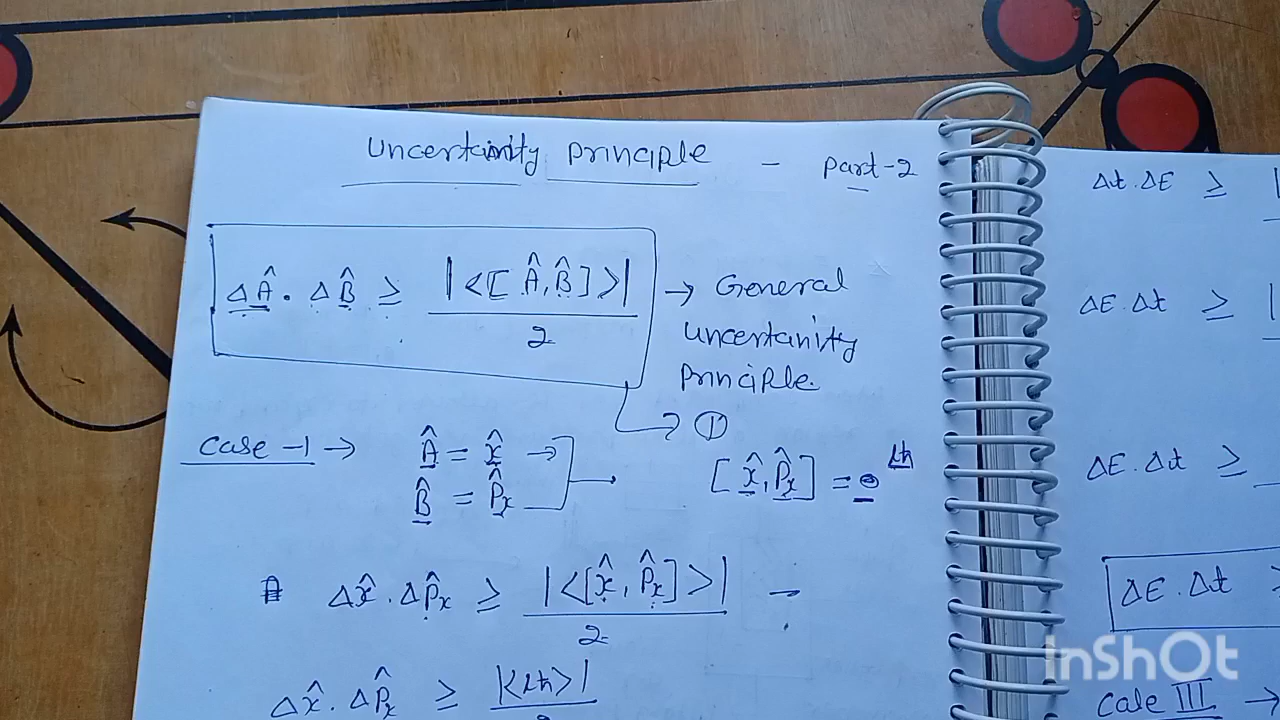 Uncertainity Principle - Part-2
ΔÂ . ΔB̂ ≥ |<[Â, B̂]>| / 2 → General
uncertainity
Principle
①
Case-1 → Â = x̂ →
B̂ = P̂x → [x̂, P̂x] = iħ
Δx̂ . ΔP̂x ≥ |<[x̂, P̂x]>| / 2 -
Δx̂ . ΔP̂x ≥ |<iħ>|
Δt . ΔE ≥ |
ΔE . Δt ≥ |
ΔE . Δt ≥
ΔE . Δt
Case III →
InShOt